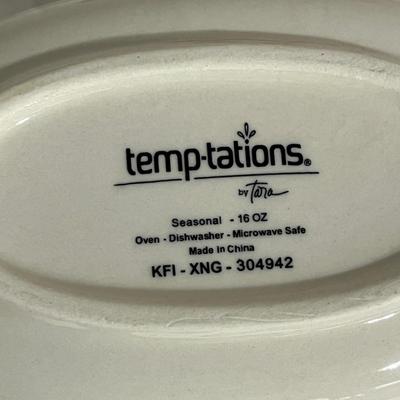 temp-tations®
by Tara
Seasonal - 16 OZ
Oven - Dishwasher - Microwave Safe
Made In China
KFI - XNG - 304942